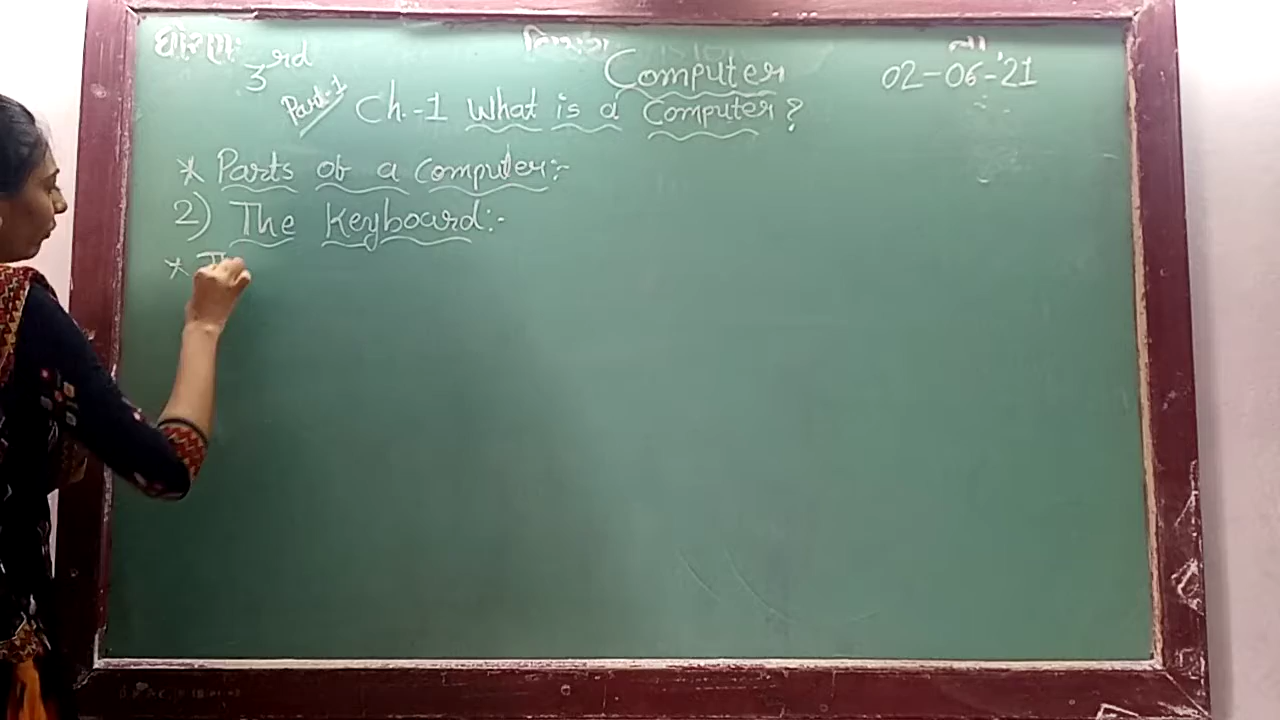 ધોરણ: 3rd વિષય: Computer તા. 02-06-'21
Part-1 Ch.-1 What is a Computer?
* Parts of a computer:-
2) The Keyboard:-
* Th